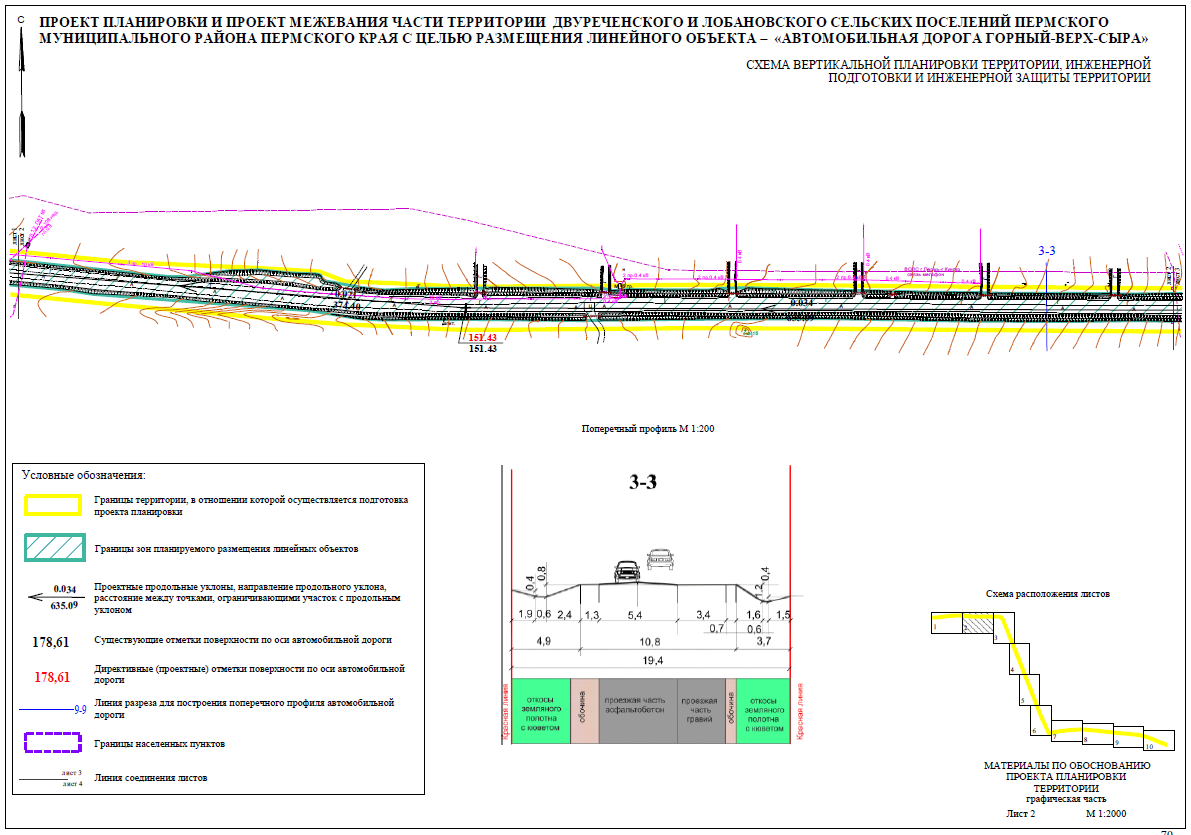 С
ПРОЕКТ ПЛАНИРОВКИ И ПРОЕКТ МЕЖЕВАНИЯ ЧАСТИ ТЕРРИТОРИИ ДВУРЕЧЕНСКОГО И ЛОБАНОВСКОГО СЕЛЬСКИХ ПОСЕЛЕНИЙ ПЕРМСКОГО
МУНИЦИПАЛЬНОГО РАЙОНА ПЕРМСКОГО КРАЯ С ЦЕЛЬЮ РАЗМЕЩЕНИЯ ЛИНЕЙНОГО ОБЪЕКТА – «АВТОМОБИЛЬНАЯ ДОРОГА ГОРНЫЙ-ВЕРХ-СЫРА»
СХЕМА ВЕРТИКАЛЬНОЙ ПЛАНИРОВКИ ТЕРРИТОРИИ, ИНЖЕНЕРНОЙ
ПОДГОТОВКИ И ИНЖЕНЕРНОЙ ЗАЩИТЫ ТЕРРИТОРИИ
лист 1
лист 2
3-3
0.034
151.43
151.43
лист 2
лист 3
Поперечный профиль М 1:200
Условные обозначения:
Границы территории, в отношении которой осуществляется подготовка
проекта планировки
Границы зон планируемого размещения линейных объектов
0.034
635.09
Проектные продольные уклоны, направление продольного уклона,
расстояние между точками, ограничивающими участок с продольным
уклоном
178,61
Существующие отметки поверхности по оси автомобильной дороги
178,61
Директивные (проектные) отметки поверхности по оси автомобильной
дороги
9-9
Линия разреза для построения поперечного профиля автомобильной
дороги
Границы населенных пунктов
лист 3
лист 4
Линия соединения листов
3-3
0,4
0,8
1,2
0,4
1,9
0,6
2,4
1,3
5,4
3,4
1,6
1,5
0,7
0,6
4,9
10,8
3,7
19,4
Красная линия
откосы
земляного
полотна
с кюветом
обочина
проезжая часть
асфальтобетон
проезжая
часть
гравий
обочина
откосы
земляного
полотна
с кюветом
Красная линия
Схема расположения листов
1
2
3
4
5
6
7
8
9
10
МАТЕРИАЛЫ ПО ОБОСНОВАНИЮ
ПРОЕКТА ПЛАНИРОВКИ
ТЕРРИТОРИИ
графическая часть
Лист 2 М 1:2000